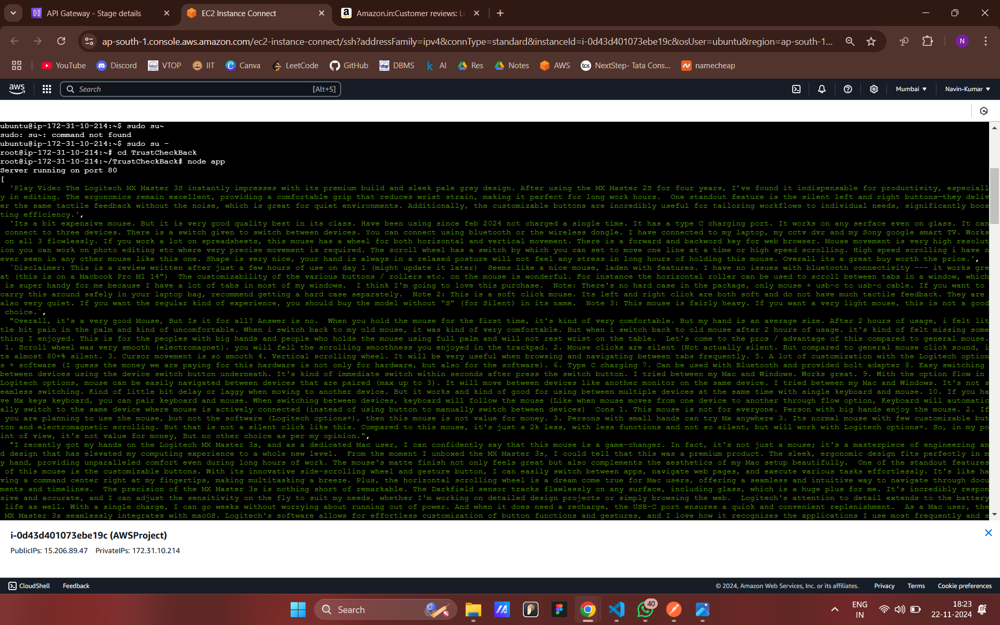 API Gateway - Stage details
EC2 Instance Connect
Amazon.in:Customer reviews: L
ap-south-1.console.aws.amazon.com/ec2-instance-connect/ssh?addressFamily=ipv4&connType=standard&instanceId=i-0d43d401073ebe19c&osUser=ubuntu&region=ap-south-1...
N
YouTube Discord VTOP IIT Canva LeetCode GitHub DBMS AI Res Notes AWS NextStep- Tata Cons... namecheap
aws Search [Alt+S] Mumbai Navin-Kumar
ubuntu@ip-172-31-10-214:~$ sudo su~
sudo: su~: command not found
ubuntu@ip-172-31-10-214:~$ sudo su -
root@ip-172-31-10-214:~# cd TrustCheckBack
root@ip-172-31-10-214:~/TrustCheckBack# node app
Server running on port 80
[
'Play Video The Logitech MX Master 3S instantly impresses with its premium build and sleek pale grey design. After using the MX Master 2S for four years, I’ve found it indispensable for productivity, especiall
y in editing. The ergonomics remain excellent, providing a comfortable grip that reduces wrist strain, making it perfect for long work hours.  One standout feature is the silent left and right buttons—they deliv
er the same tactile feedback without the noise, which is great for quiet environments. Additionally, the customizable buttons are incredibly useful for tailoring workflows to individual needs, significantly boos
ting efficiency.',
'Its a bit expensive mouse. But it is very good quality best in its class. Have been using since feb 2024 not charged a single time. It has a type C charging port. It works on any serface even on glass. It can
connect to three devices. There is a switch given to switch between devices. You can connect using bluetooth or the wireless dongle. I have connected to my laptop, my cctv dvr and my Sony google smart TV. Works
on all 3 flowlessly. If you work a lot on spreadsheets, this mouse has a wheel for both horizontal and vertical movement. There is a forward and backword key for web browser. Mouse movement is very high resolut
ion you can work on photo editing etc where very precise movement is required. The scroll wheel has a switch by which you can set to move one line at a time or high speed scrolling. High speed scrolling i have n
ever seen in any other mouse like this one. Shape is very nice, your hand is always in a relaxed posture will not feel any stress in long hours of holding this mouse. Overall its a great buy worth the price.',
`Disclaimer: This is a review written after just a few hours of use on day 1 (might update it later)  Seems like a nice mouse, laden with features. I have no issues with bluetooth connectivity --- it works gre
at (this is on a Macbook Pro M1 14")  The customizability of the various buttons / rollers etc. on the mouse is wonderful. For instance the horizontal roller can be used to scroll between tabs in a window, which
is super handy for me because I have a lot of tabs in most of my windows.  I think I'm going to love this purchase.  Note: There's no hard case in the package, only mouse + usb-c to usb-c cable. If you want to
carry this around safely in your laptop bag, recommend getting a hard case separately.  Note 2: This is a soft click mouse. Its left and right click are both soft and do not have much tactile feedback. They are
also very quiet. If you want the regular kind of experience, you should buy the model without “S” (for Silent) in its name.  Note 3: This mouse is fairly heavy. If you want a very light mouse, this is not a good
choice.`,
"Overall, it's a very good Mouse, But Is it for all? Answer is no.  When you hold the mouse for the first time, it's kind of very comfortable. But my hand is an average size. After 2 hours of usage, i felt lit
tle bit pain in the palm and kind of uncomfortable. When i switch back to my old mouse, it was kind of very comfortable. But when i switch back to old mouse after 2 hours of usage. it's kind of felt missing some
thing I enjoyed. This is for the peoples with big hands and people who holds the mouse using full palm and will not rest wrist on the table.  Let's come to the pros / advantage of this compared to general mouse.
1. Scroll wheel was very smooth (electromagnet). you will fell the scrolling smoothness you enjoyed in the trackpad. 2. Mouse clicks are silent (Not actually silent. But compared to general mouse click sound, i
ts almost 80+% silent. 3. Cursor movement is so smooth 4. Vertical scrolling wheel. It will be very useful when browsing and navigating between tabs frequently. 5. A lot of customization with the Logitech option
s + software (I guess the money we are paying for this hardware is not only for hardware, but also for the software). 6. Type C charging 7. Can be used with Bluetooth and provided bolt adapter 8. Easy switching
between devices using the device switch button underneath. It's kind of immediate switch within seconds after press the switch button. I tried between my Mac and Windows. Works great. 9. With the option flow in
Logitech options, mouse can be easily navigated between devices that are paired (max up to 3). It will move between devices like another monitor on the same device. I tried between my Mac and Windows. It's not s
eamless switching. Kind of little bit delay or laggy when moving to another device. But it works and kind of good for using between multiple devices at the same time with single keyboard and mouse. 10. If you ha
ve Mx keys keyboard, you can pair keyboard and mouse. When switching between devices, keyboard will follow the mouse (Like when mouse moves from one device to another through flow option, Keyboard will automatic
ally switch to the same device where mouse is actively connected (instead of using button to manually switch between devices)  Cons 1. This mouse is not for everyone. Person with big hands enjoy the mouse. 2. If
you are planning to use the mouse, but not the software (Logitech options+), then this mouse is not value for money. 3. Persons with small hands can try Mx anywhere 3. Its normal mouse with few customizable but
ton and electromagnetic scrolling. But that is not a silent click like this. Compared to this mouse, it's just a 2k less, with less functions and not so silent, but will work with Logitech options+. So, in my po
int of view, it's not value for money, But no other choice as per my opinion.",
"I recently got my hands on the Logitech MX Master 3s, and as a dedicated Mac user, I can confidently say that this mouse is a game-changer. In fact, it's not just a mouse; it's a masterpiece of engineering an
d design that has elevated my computing experience to a whole new level.  From the moment I unboxed the MX Master 3s, I could tell that this was a premium product. The sleek, ergonomic design fits perfectly in m
y hand, providing unparalleled comfort even during long hours of work. The mouse's matte finish not only feels great but also complements the aesthetics of my Mac setup beautifully.  One of the standout features
of this mouse is the customizable buttons. With its innovative side-scrolling wheel and gesture button, I can easily switch between apps, navigate web pages, and execute various tasks effortlessly. It's like ha
ving a command center right at my fingertips, making multitasking a breeze. Plus, the horizontal scrolling wheel is a dream come true for Mac users, offering a seamless and intuitive way to navigate through docu
ments and timelines.  The precision of the MX Master 3s is nothing short of remarkable. The Darkfield sensor tracks flawlessly on any surface, including glass, which is a huge plus for me. It's incredibly respon
sive and accurate, and I can adjust the sensitivity on the fly to suit my needs, whether I'm working on detailed design projects or simply browsing the web.  Logitech's attention to detail extends to the battery
life as well. With a single charge, I can go weeks without worrying about running out of power. And when it does need a recharge, the USB-C port ensures a quick and convenient replenishment.  As a Mac user, the
MX Master 3s seamlessly integrates with macOS. Logitech's software allows for effortless customization of button functions and gestures, and I love how it recognizes the applications I use most frequently and s
i-0d43d401073ebe19c (AWSProject)
PublicIPs: 15.206.89.47 PrivateIPs: 172.31.10.214
CloudShell Feedback © 2024, Amazon Web Services, Inc. or its affiliates. Privacy Terms Cookie preferences
Search
40
ENG
IN
18:23
22-11-2024